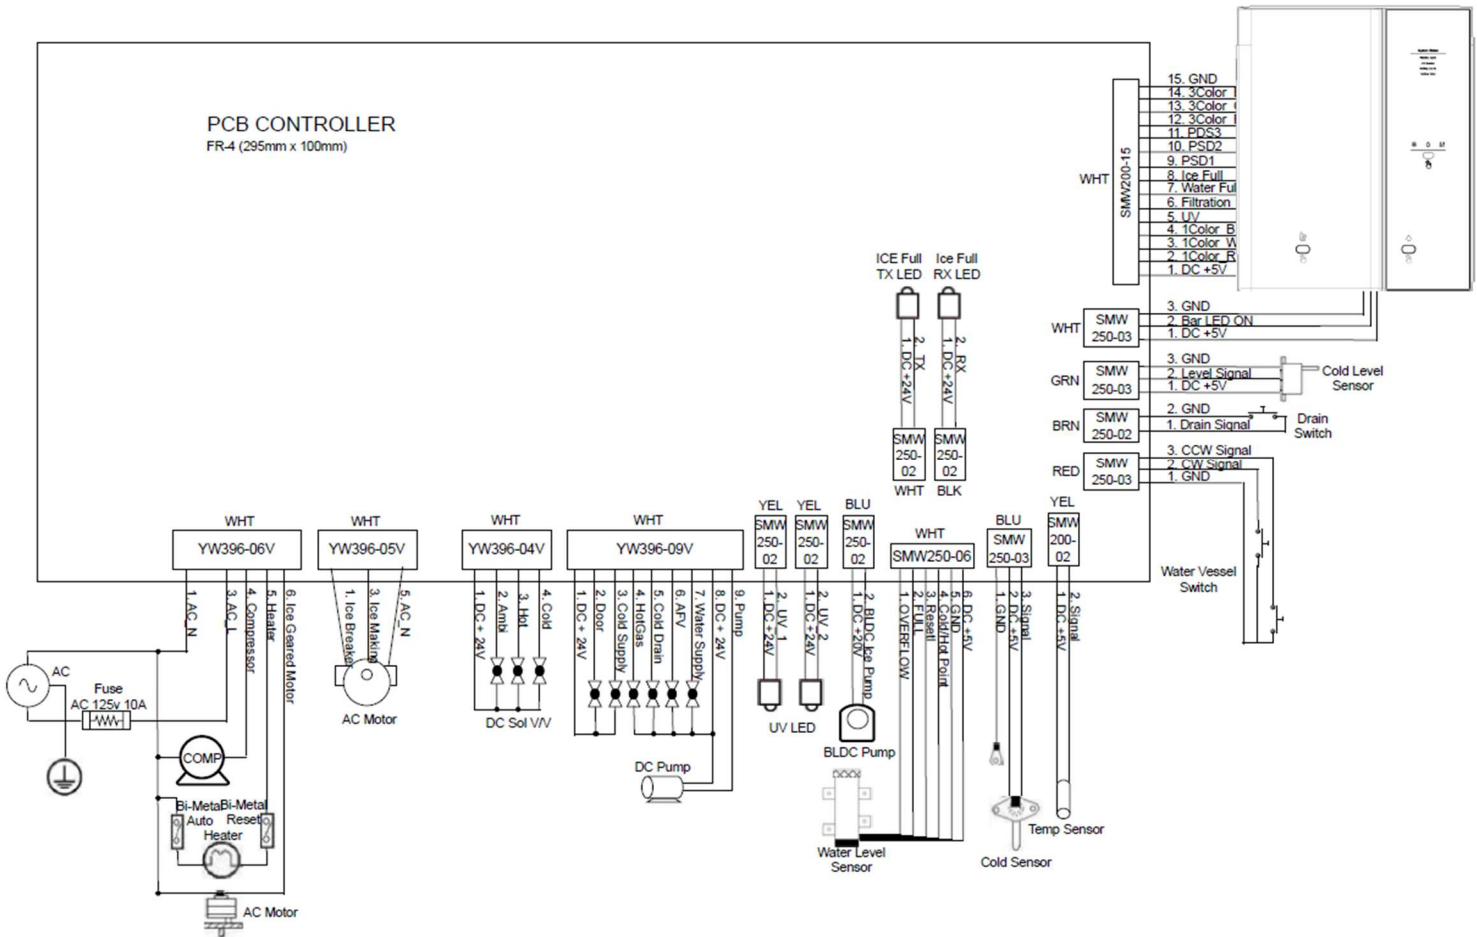 PCB CONTROLLER
FR-4 (295mm x 100mm)
15. GND
14. 3Color
13. 3Color
12. 3Color
11. PDS3
10. PSD2
9. PSD1
8. Ice Full
7. Water Ful
6. Filtration
5. UV
4. 1Color_B
3. 1Color_W
2. 1Color_R
1. DC +5V
WHT
SMW200-15
3. GND
2. Bar LED ON
1. DC +5V
WHT
SMW
250-03
3. GND
2. Level Signal
1. DC +5V
GRN
SMW
250-03
Cold Level
Sensor
2. GND
1. Drain Signal
BRN
SMW
250-02
Drain
Switch
3. CCW Signal
2. CW Signal
1. GND
RED
SMW
250-03
Water Vessel
Switch
ICE Full
TX LED
Ice Full
RX LED
2. TX
1. DC +24V
2. RX
1. DC +24V
SMW
250-
02
WHT
SMW
250-
02
BLK
WHT
YW396-06V
1. AC_N
3. AC_L
4. Compressor
5. Heater
6. Ice Geared Motor
WHT
YW396-05V
1. Ice Breaker
3. Ice Making
5. AC_N
AC Motor
WHT
YW396-04V
1. DC + 24V
2. Ambi
3. Hot
4. Cold
DC Sol V/V
WHT
YW396-09V
1. DC + 24V
2. Door
3. Cold Supply
4. HotGas
5. Cold Drain
6. AFV
7. Water Supply
8. DC + 24V
9. Pump
DC Pump
YEL
SMW
250-
02
2. UV_1
1. DC +24V
YEL
SMW
250-
02
2. UV_2
1. DC +24V
UV LED
BLU
SMW
250-
02
2. BLDC Ice Pump
1. DC +20V
BLDC Pump
WHT
SMW250-06
1. OVERFLOW
2. FULL
3. Resetl
4. Cold/Hot Point
5. GND
6. DC +5V
Water Level
Sensor
BLU
SMW
250-03
1. GND
2. DC +5V
3. Signal
Cold Sensor
YEL
SMW
200-
02
1. DC +5V
2. Signal
Temp Sensor
AC
Fuse
AC 125v 10A
COMP
Bi-Metal
Auto
Bi-Metal
Reset
Heater
AC Motor